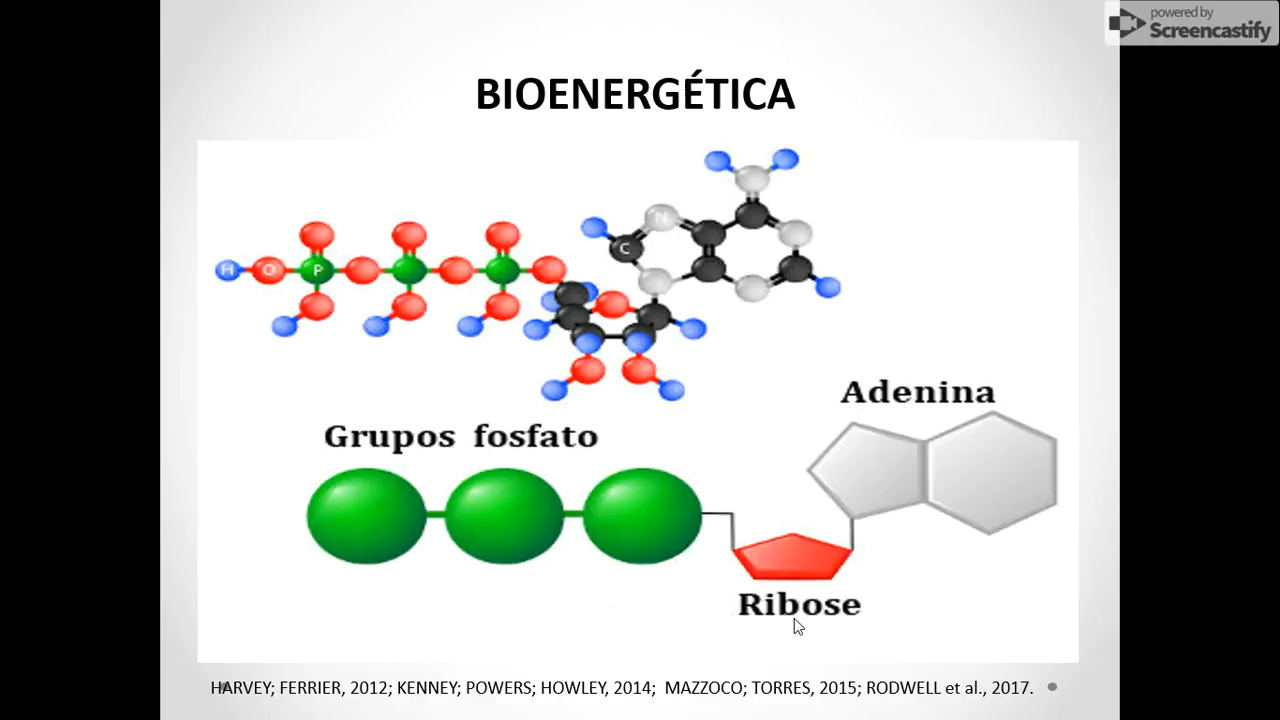 powered by
Screencastify
BIOENERGÉTICA
N
C
H
O
P
Adenina
Grupos fosfato
Ribose
HARVEY; FERRIER, 2012; KENNEY; POWERS; HOWLEY, 2014; MAZZOCO; TORRES, 2015; RODWELL et al., 2017.